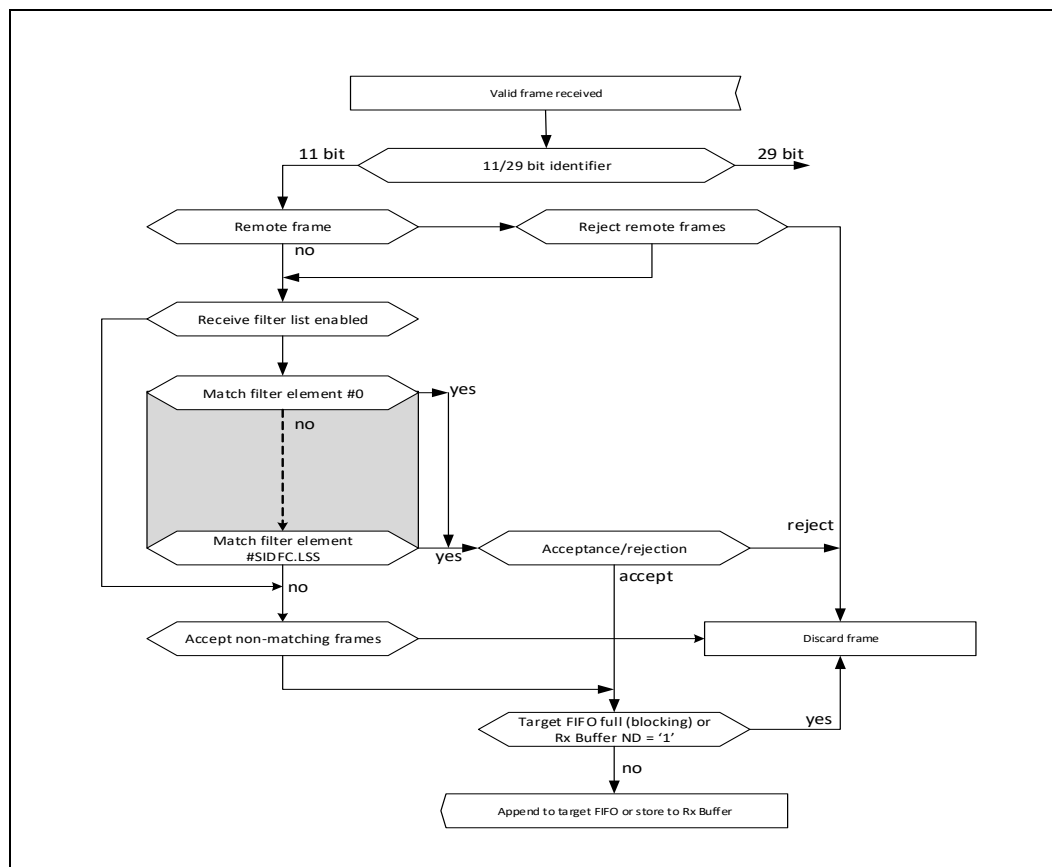 Valid frame received
11 bit
29 bit
11/29 bit identifier
Remote frame
Reject remote frames
no
Receive filter list enabled
Match filter element #0
yes
no
Match filter element
#SIDFC.LSS
yes
Acceptance/rejection
reject
no
accept
Accept non-matching frames
Discard frame
Target FIFO full (blocking) or
Rx Buffer ND = ‘1’
yes
no
Append to target FIFO or store to Rx Buffer